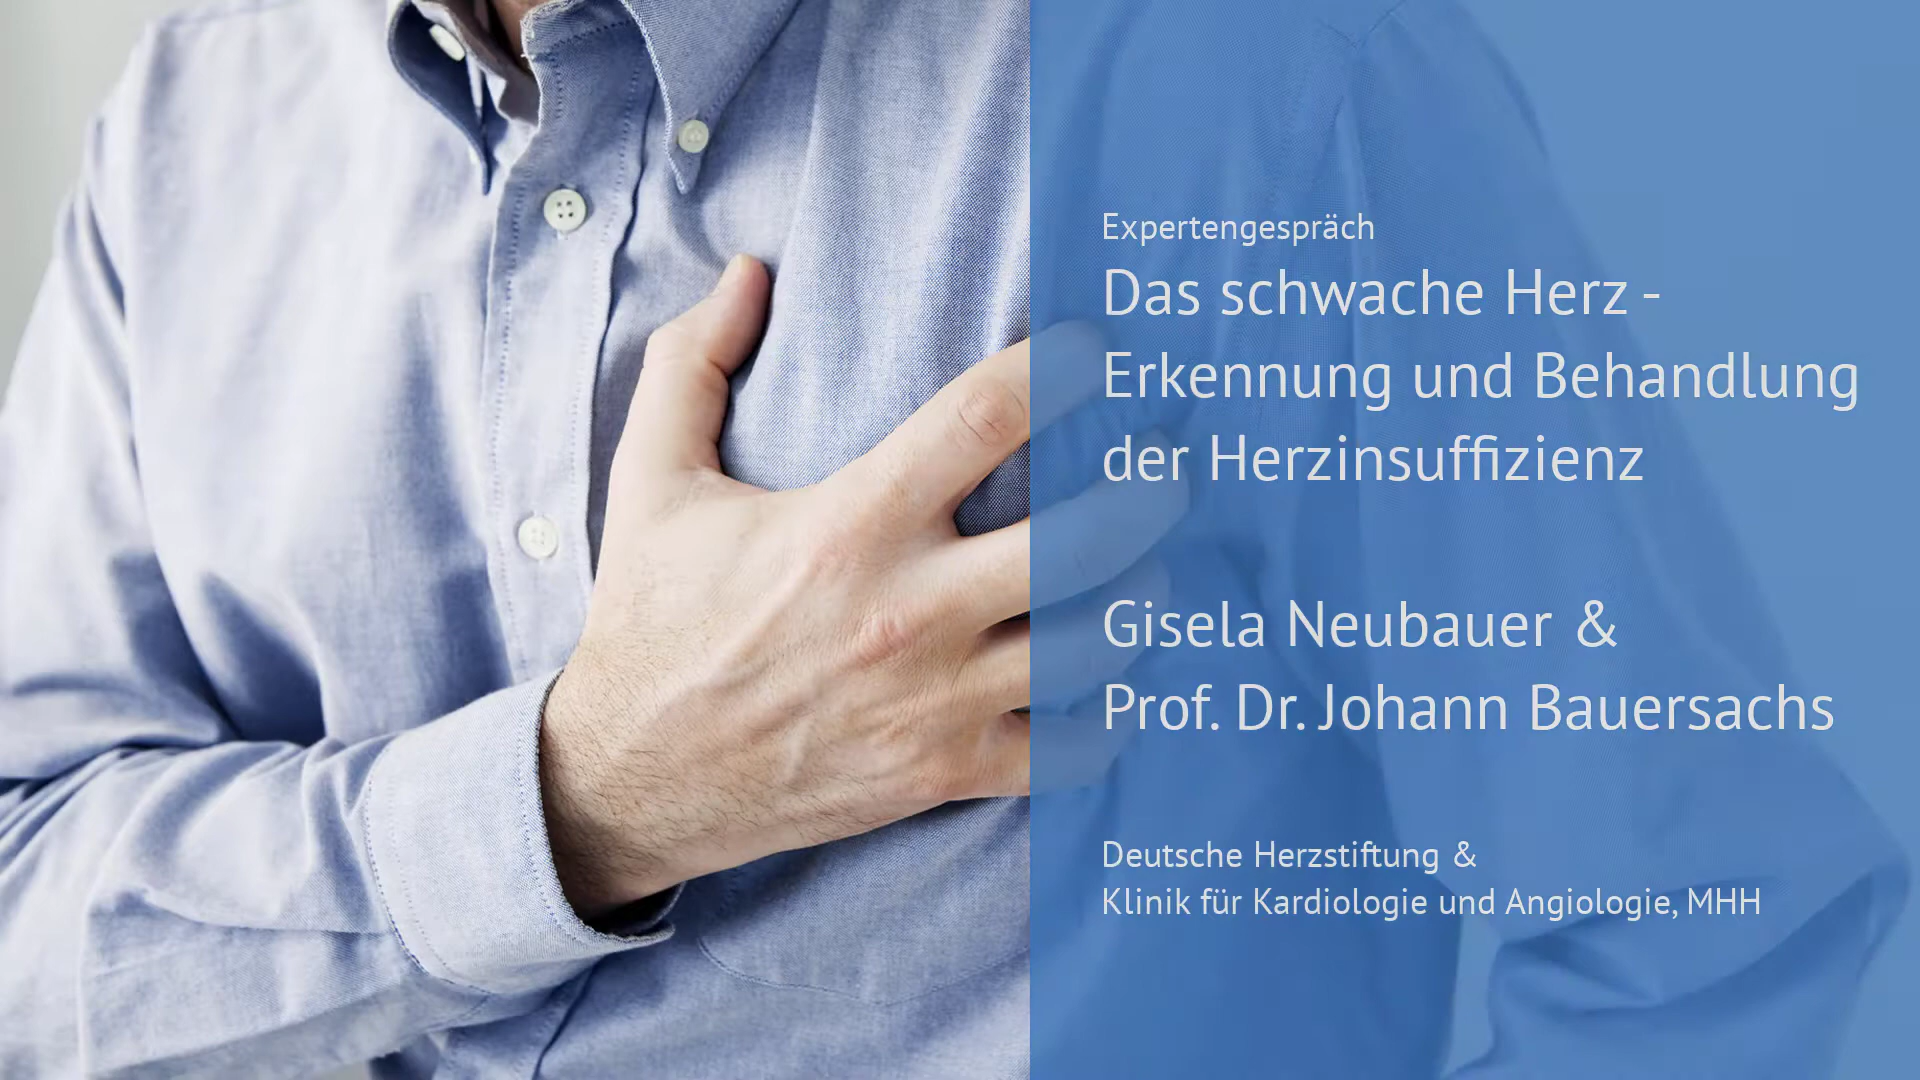 Expertengespräch
Das schwache Herz -
Erkennung und Behandlung
der Herzinsuffizienz
Gisela Neubauer &
Prof. Dr. Johann Bauersachs
Deutsche Herzstiftung &
Klinik für Kardiologie und Angiologie, MHH